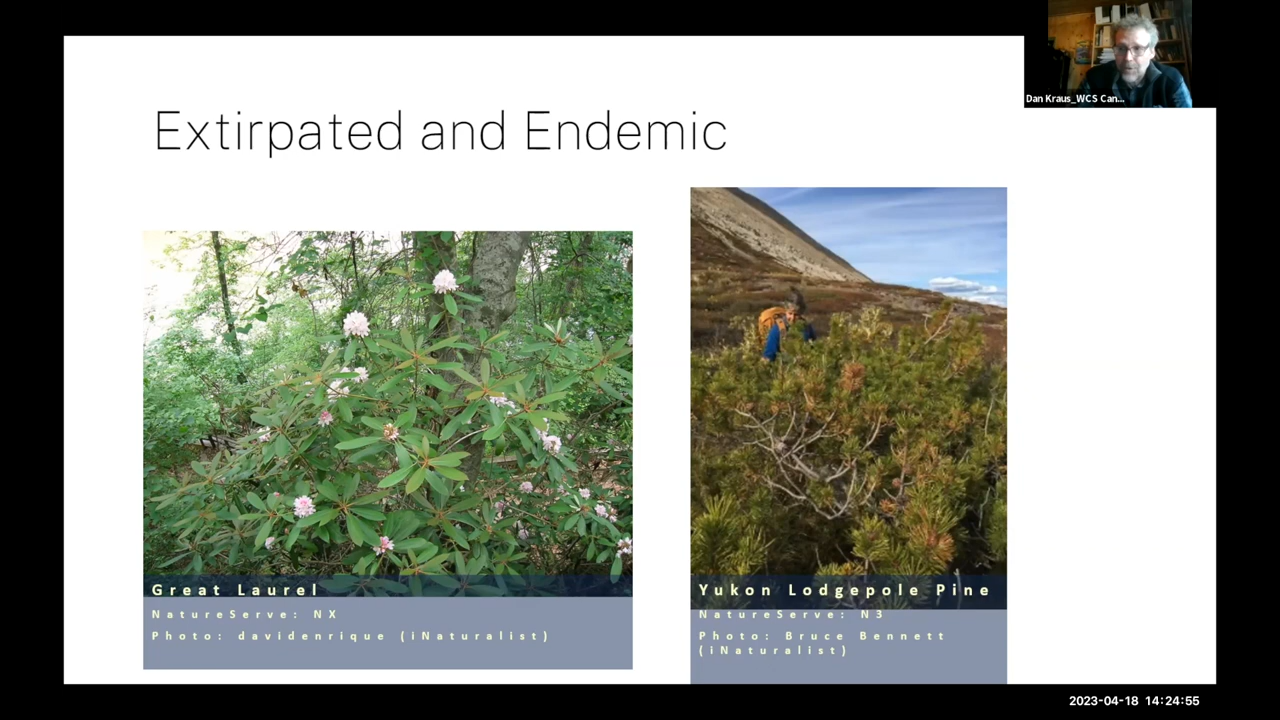 Dan Kraus_WCS Can...
Extirpated and Endemic
Great Laurel
NatureServe: NX
Photo: davidenrique (iNaturalist)
Yukon Lodgepole Pine
NatureServe: N3
Photo: Bruce Bennett
(iNaturalist)
2023-04-18 14:24:55